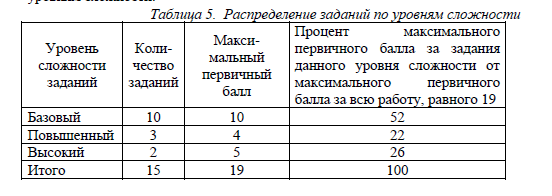 Таблица 5. Распределение заданий по уровням сложности
Уровень сложности заданий
Коли-
чество
заданий
Макси-
мальный
первичный
балл
Процент максимального
первичного балла за задания
данного уровня сложности от
максимального первичного
балла за всю работу, равного 19
Базовый 10 10 52
Повышенный 3 4 22
Высокий 2 5 26
Итого 15 19 100